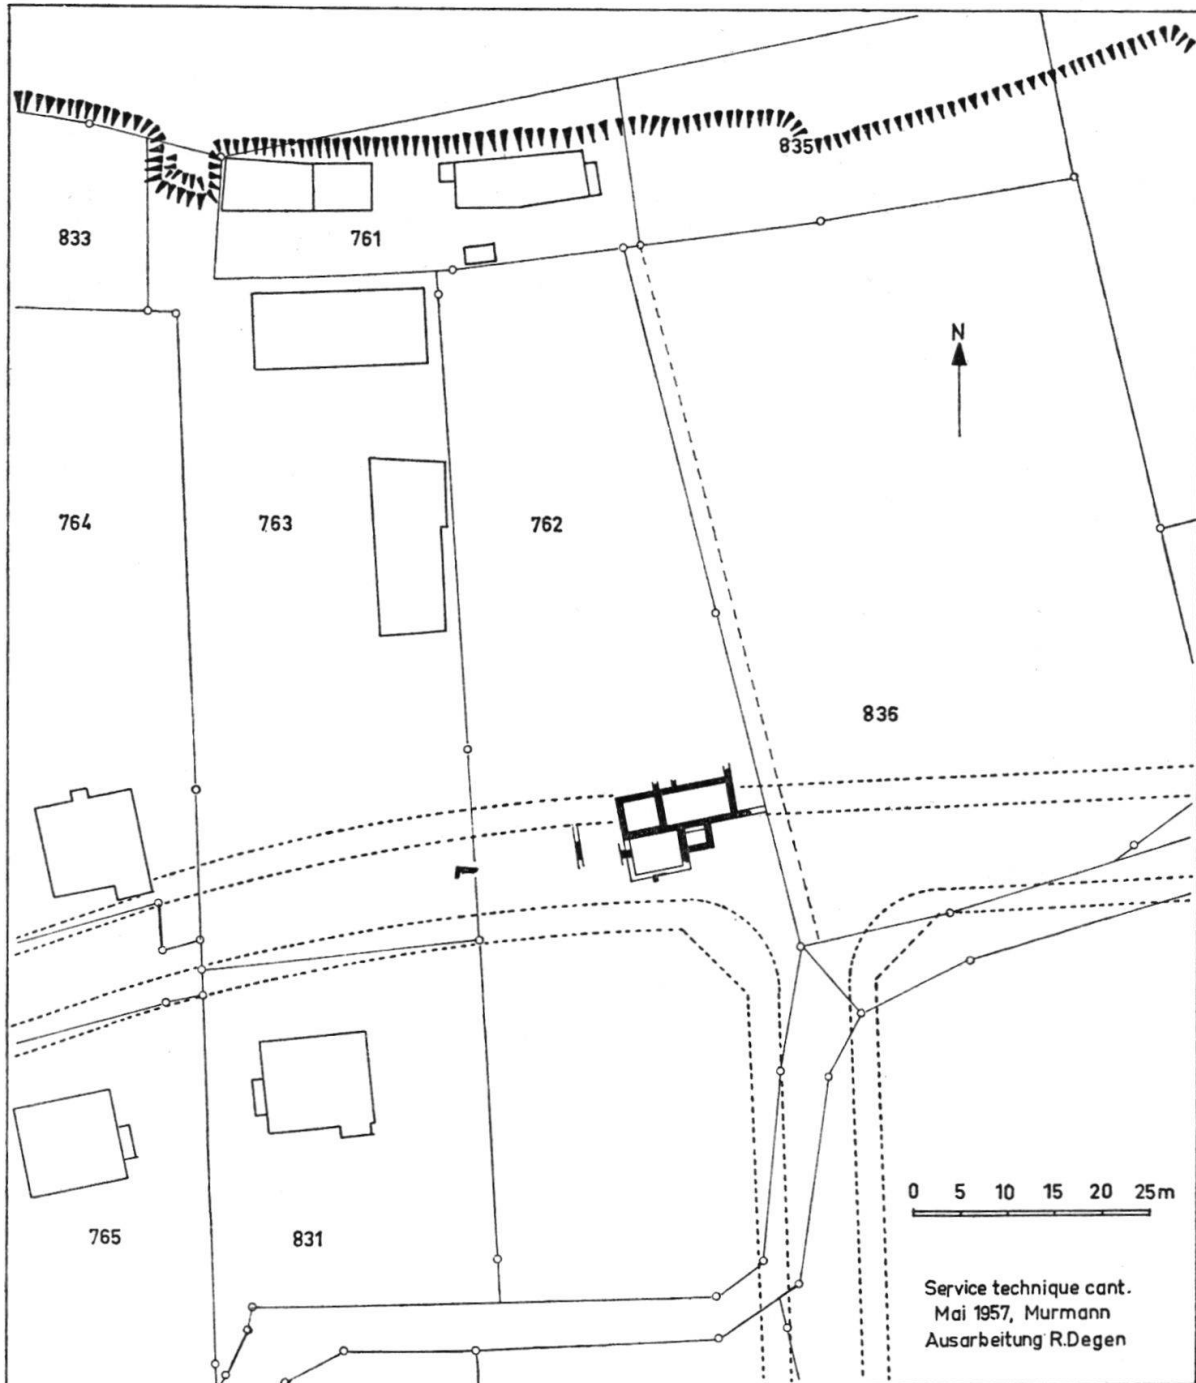 835
833
761
N
764
763
762
836
0 5 10 15 20 25m
765
831
Service technique cant.
Mai 1957, Murmann
Ausarbeitung R.Degen